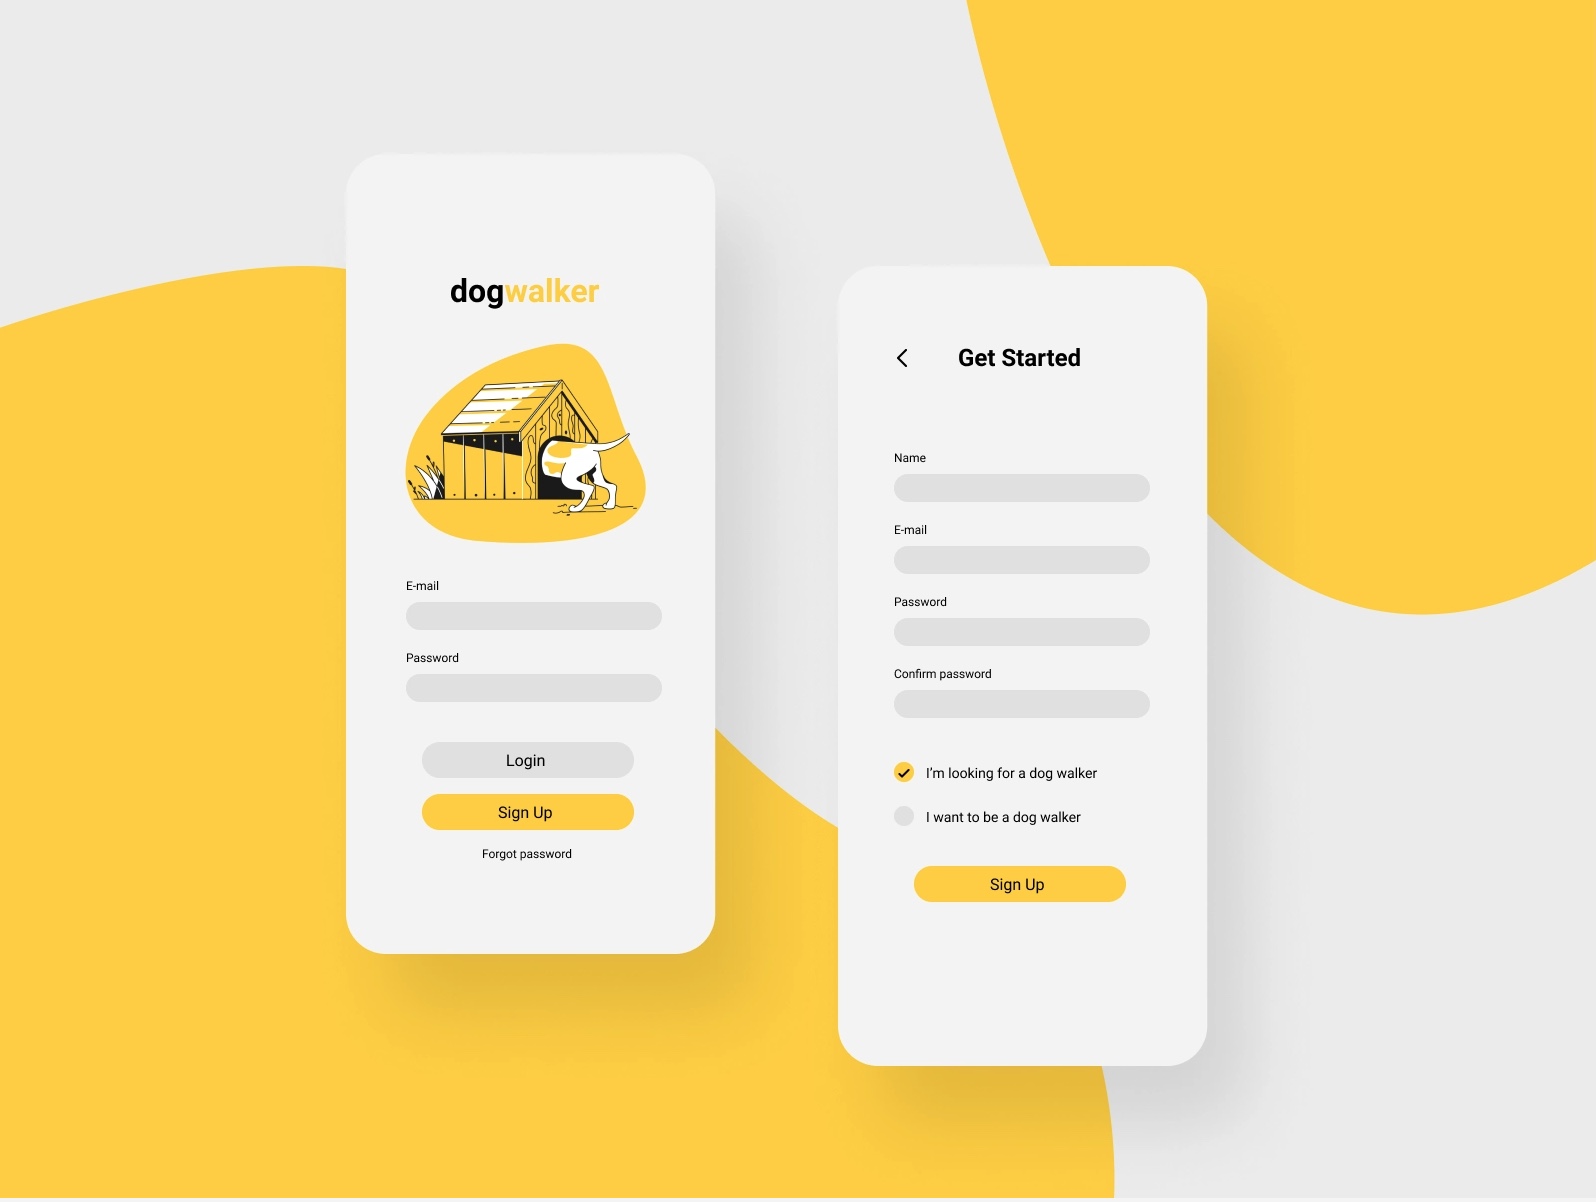 dogwalker
E-mail
Password
Login
Sign Up
Forgot password
Get Started
Name
E-mail
Password
Confirm password
I'm looking for a dog walker
I want to be a dog walker
Sign Up